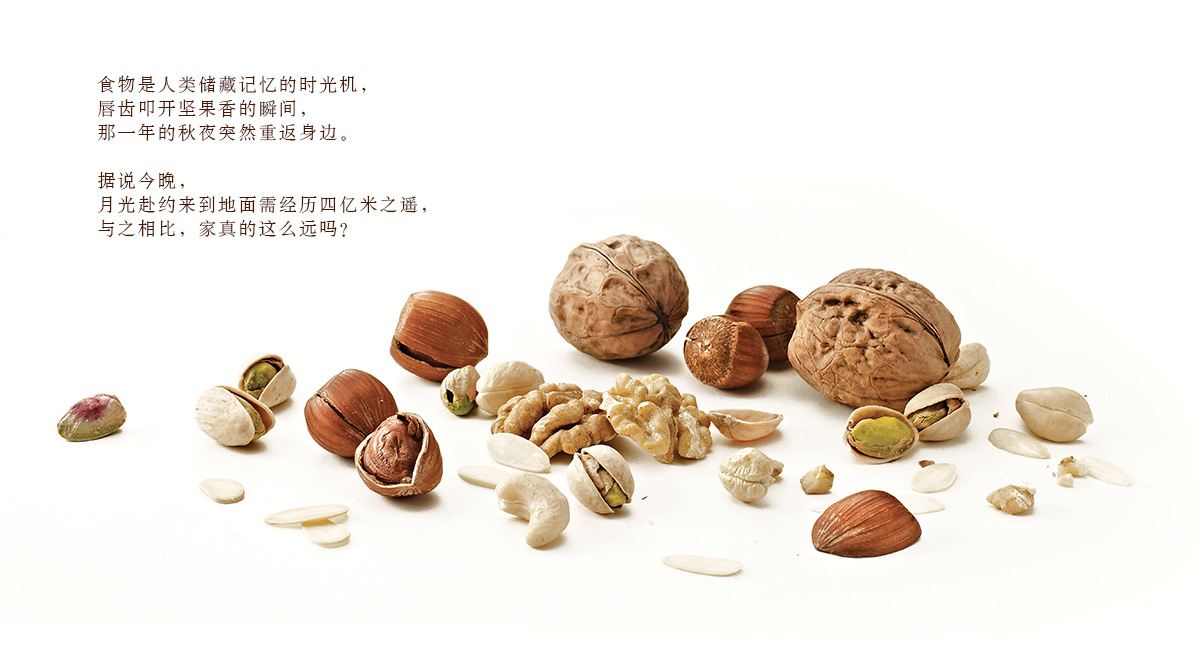 食物是人类储藏记忆的时光机，
唇齿叩开坚果香的瞬间，
那一年的秋夜突然重返身边。
据说今晚，
月光赴约来到地面需经历四亿米之遥，
与之相比，家真的这么远吗？